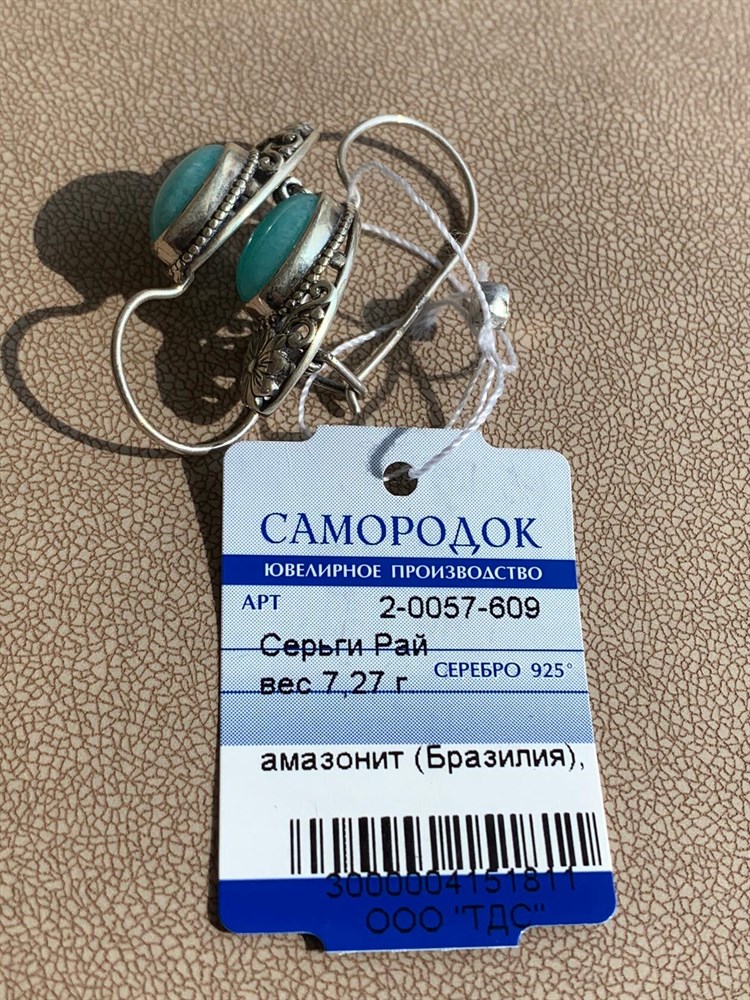 САМОРОДОК
ЮВЕЛИРНОЕ ПРОИЗВОДСТВО
АРТ 2-0057-609
Серьги Рай
СЕРЕБРО 925°
вес 7,27 г.
амазонит (Бразилия),
3000004151811
ООО "ТДС"